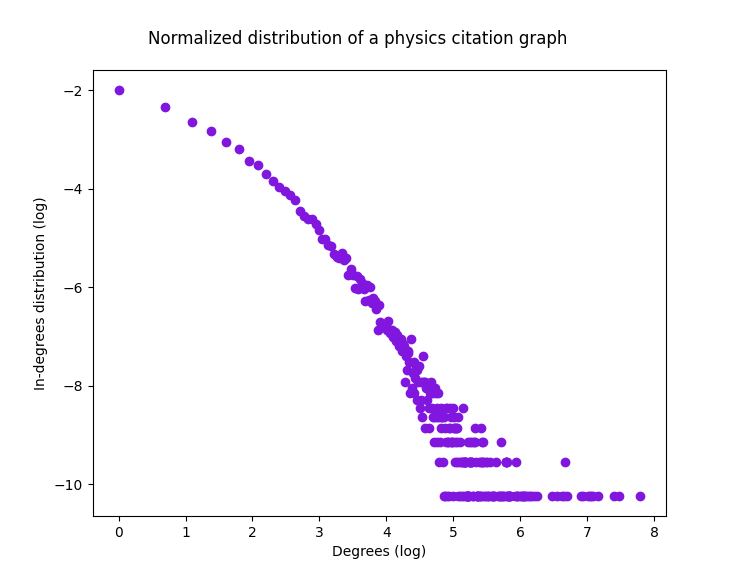 Normalized distribution of a physics citation graph
In-degrees distribution (log)
−2
−4
−6
−8
−10
0 1 2 3 4 5 6 7 8
Degrees (log)